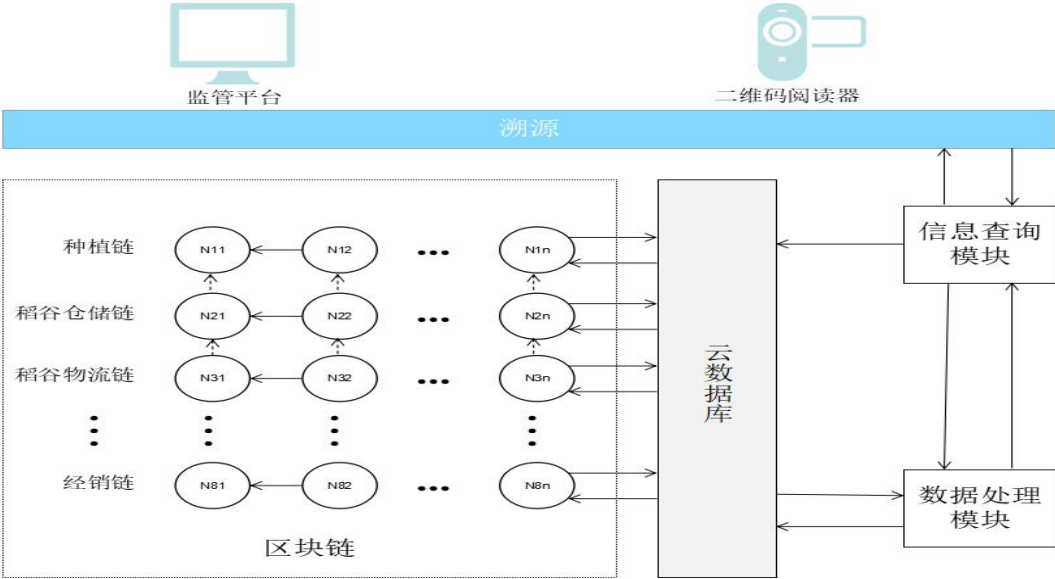 监管平台
二维码阅读器
溯源
种植链
N11
N12
N1n
稻谷仓储链
N21
N22
N2n
稻谷物流链
N31
N32
N3n
经销链
N81
N82
N8n
区块链
云数据库
信息查询
模块
数据处理
模块